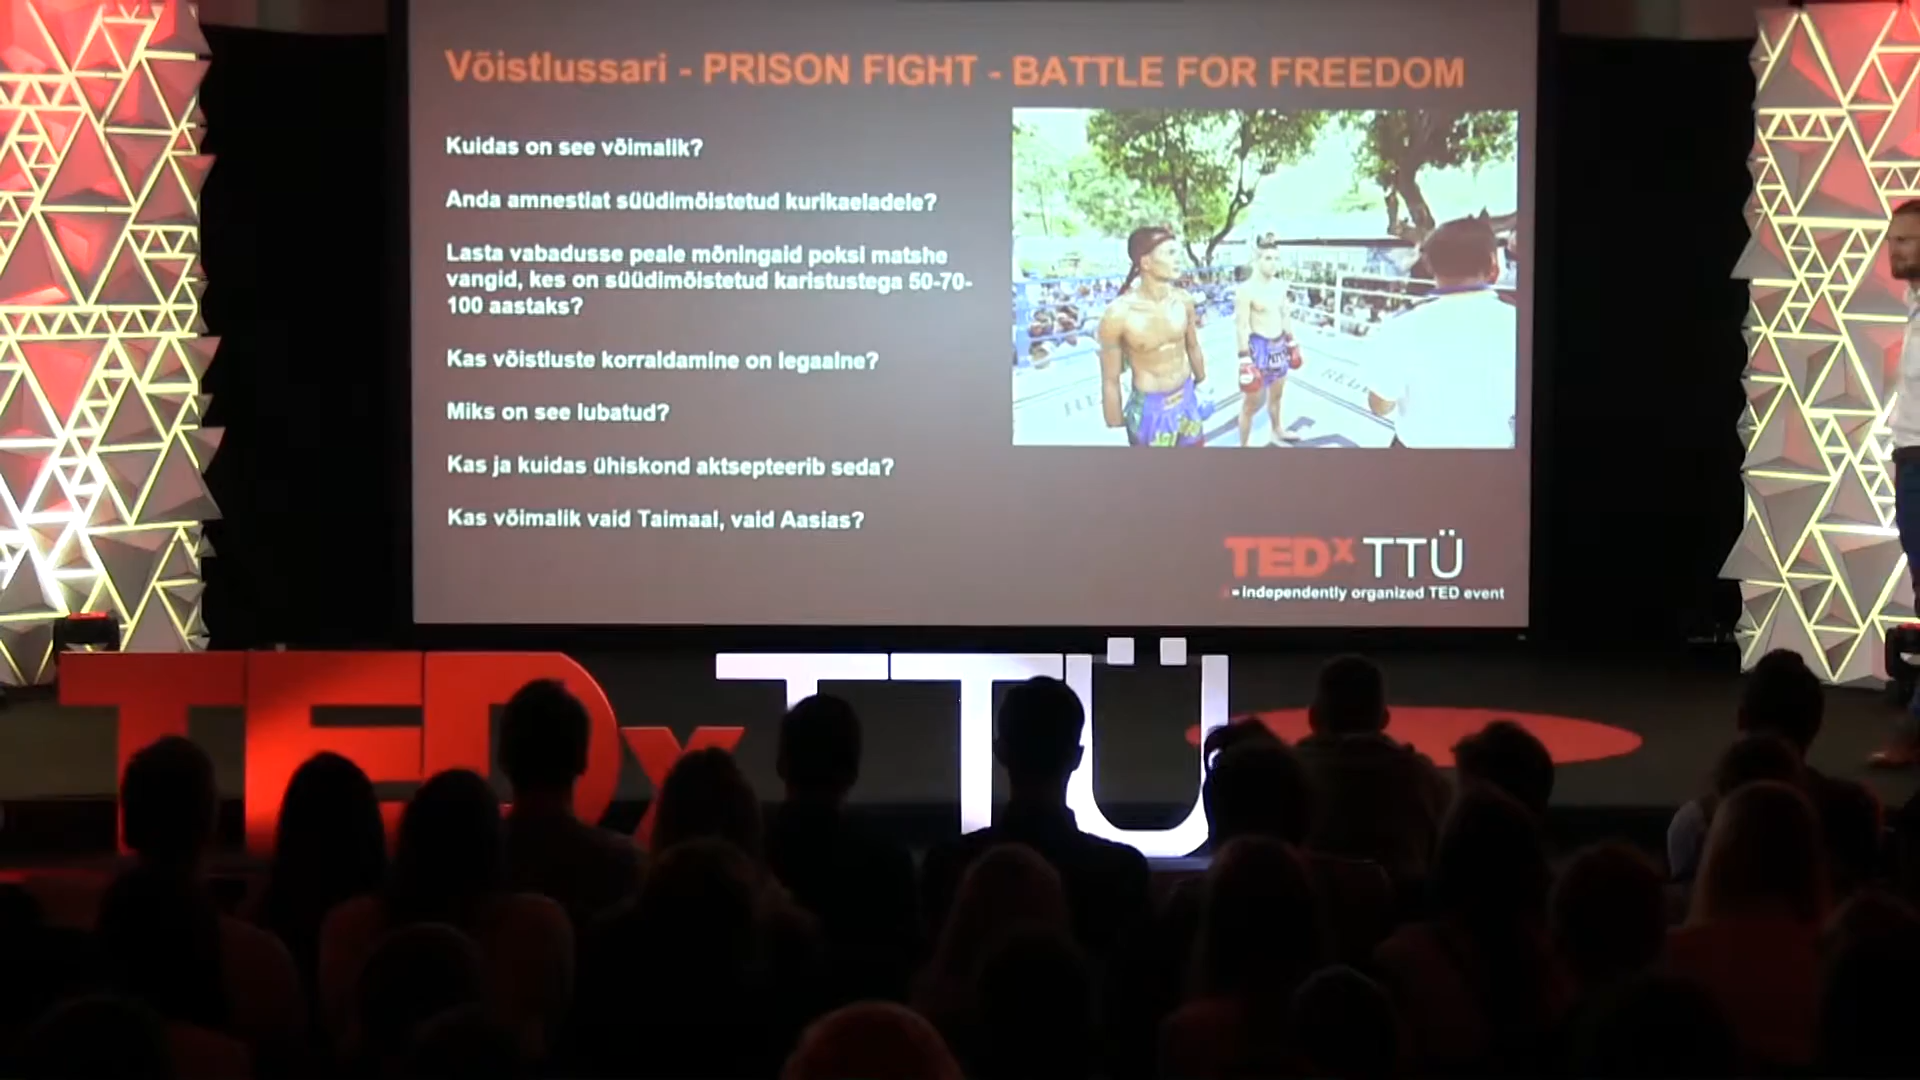 Võistlussari - PRISON FIGHT - BATTLE FOR FREEDOM
Kuidas on see võimalik?
Anda amnestiat süüdimõistetud kurikaeladele?
Lasta vabadusse peale mõningaid poksi matshe
vangid, kes on süüdimõistetud karistustega 50-70-
100 aastaks?
Kas võistluste korraldamine on legaalne?
Miks on see lubatud?
Kas ja kuidas ühiskond aktsepteerib seda?
Kas võimalik vaid Taimaal, vaid Aasias?
TEDx TTÜ
x = independently organized TED event
TEDx TTÜ